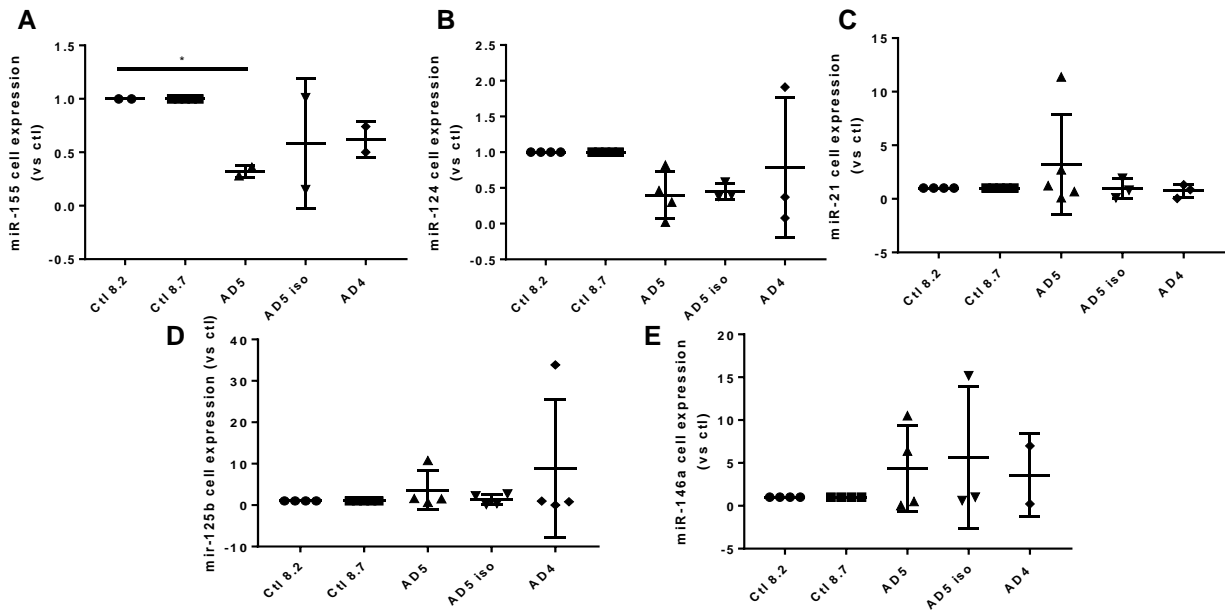 A
miR-155 cell expression
(vs ctl)
1.5
1.0
0.5
0.0
-0.5
*
Ctl 8.2
Ctl 8.7
AD5
AD5 iso
AD4
B
miR-124 cell expression
(vs ctl)
2.5
2.0
1.5
1.0
0.5
0.0
-0.5
Ctl 8.2
Ctl 8.7
AD5
AD5 iso
AD4
C
miR-21 cell expression
(vs ctl)
15
10
5
0
-5
Ctl 8.2
Ctl 8.7
AD5
AD5 iso
AD4
D
mir-125b cell expression (vs ctl)
40
30
20
10
0
-10
Ctl 8.2
Ctl 8.7
AD5
AD5 iso
AD4
E
miR-146a cell expression
(vs ctl)
20
15
10
5
0
-5
Ctl 8.2
Ctl 8.7
AD5
AD5 iso
AD4